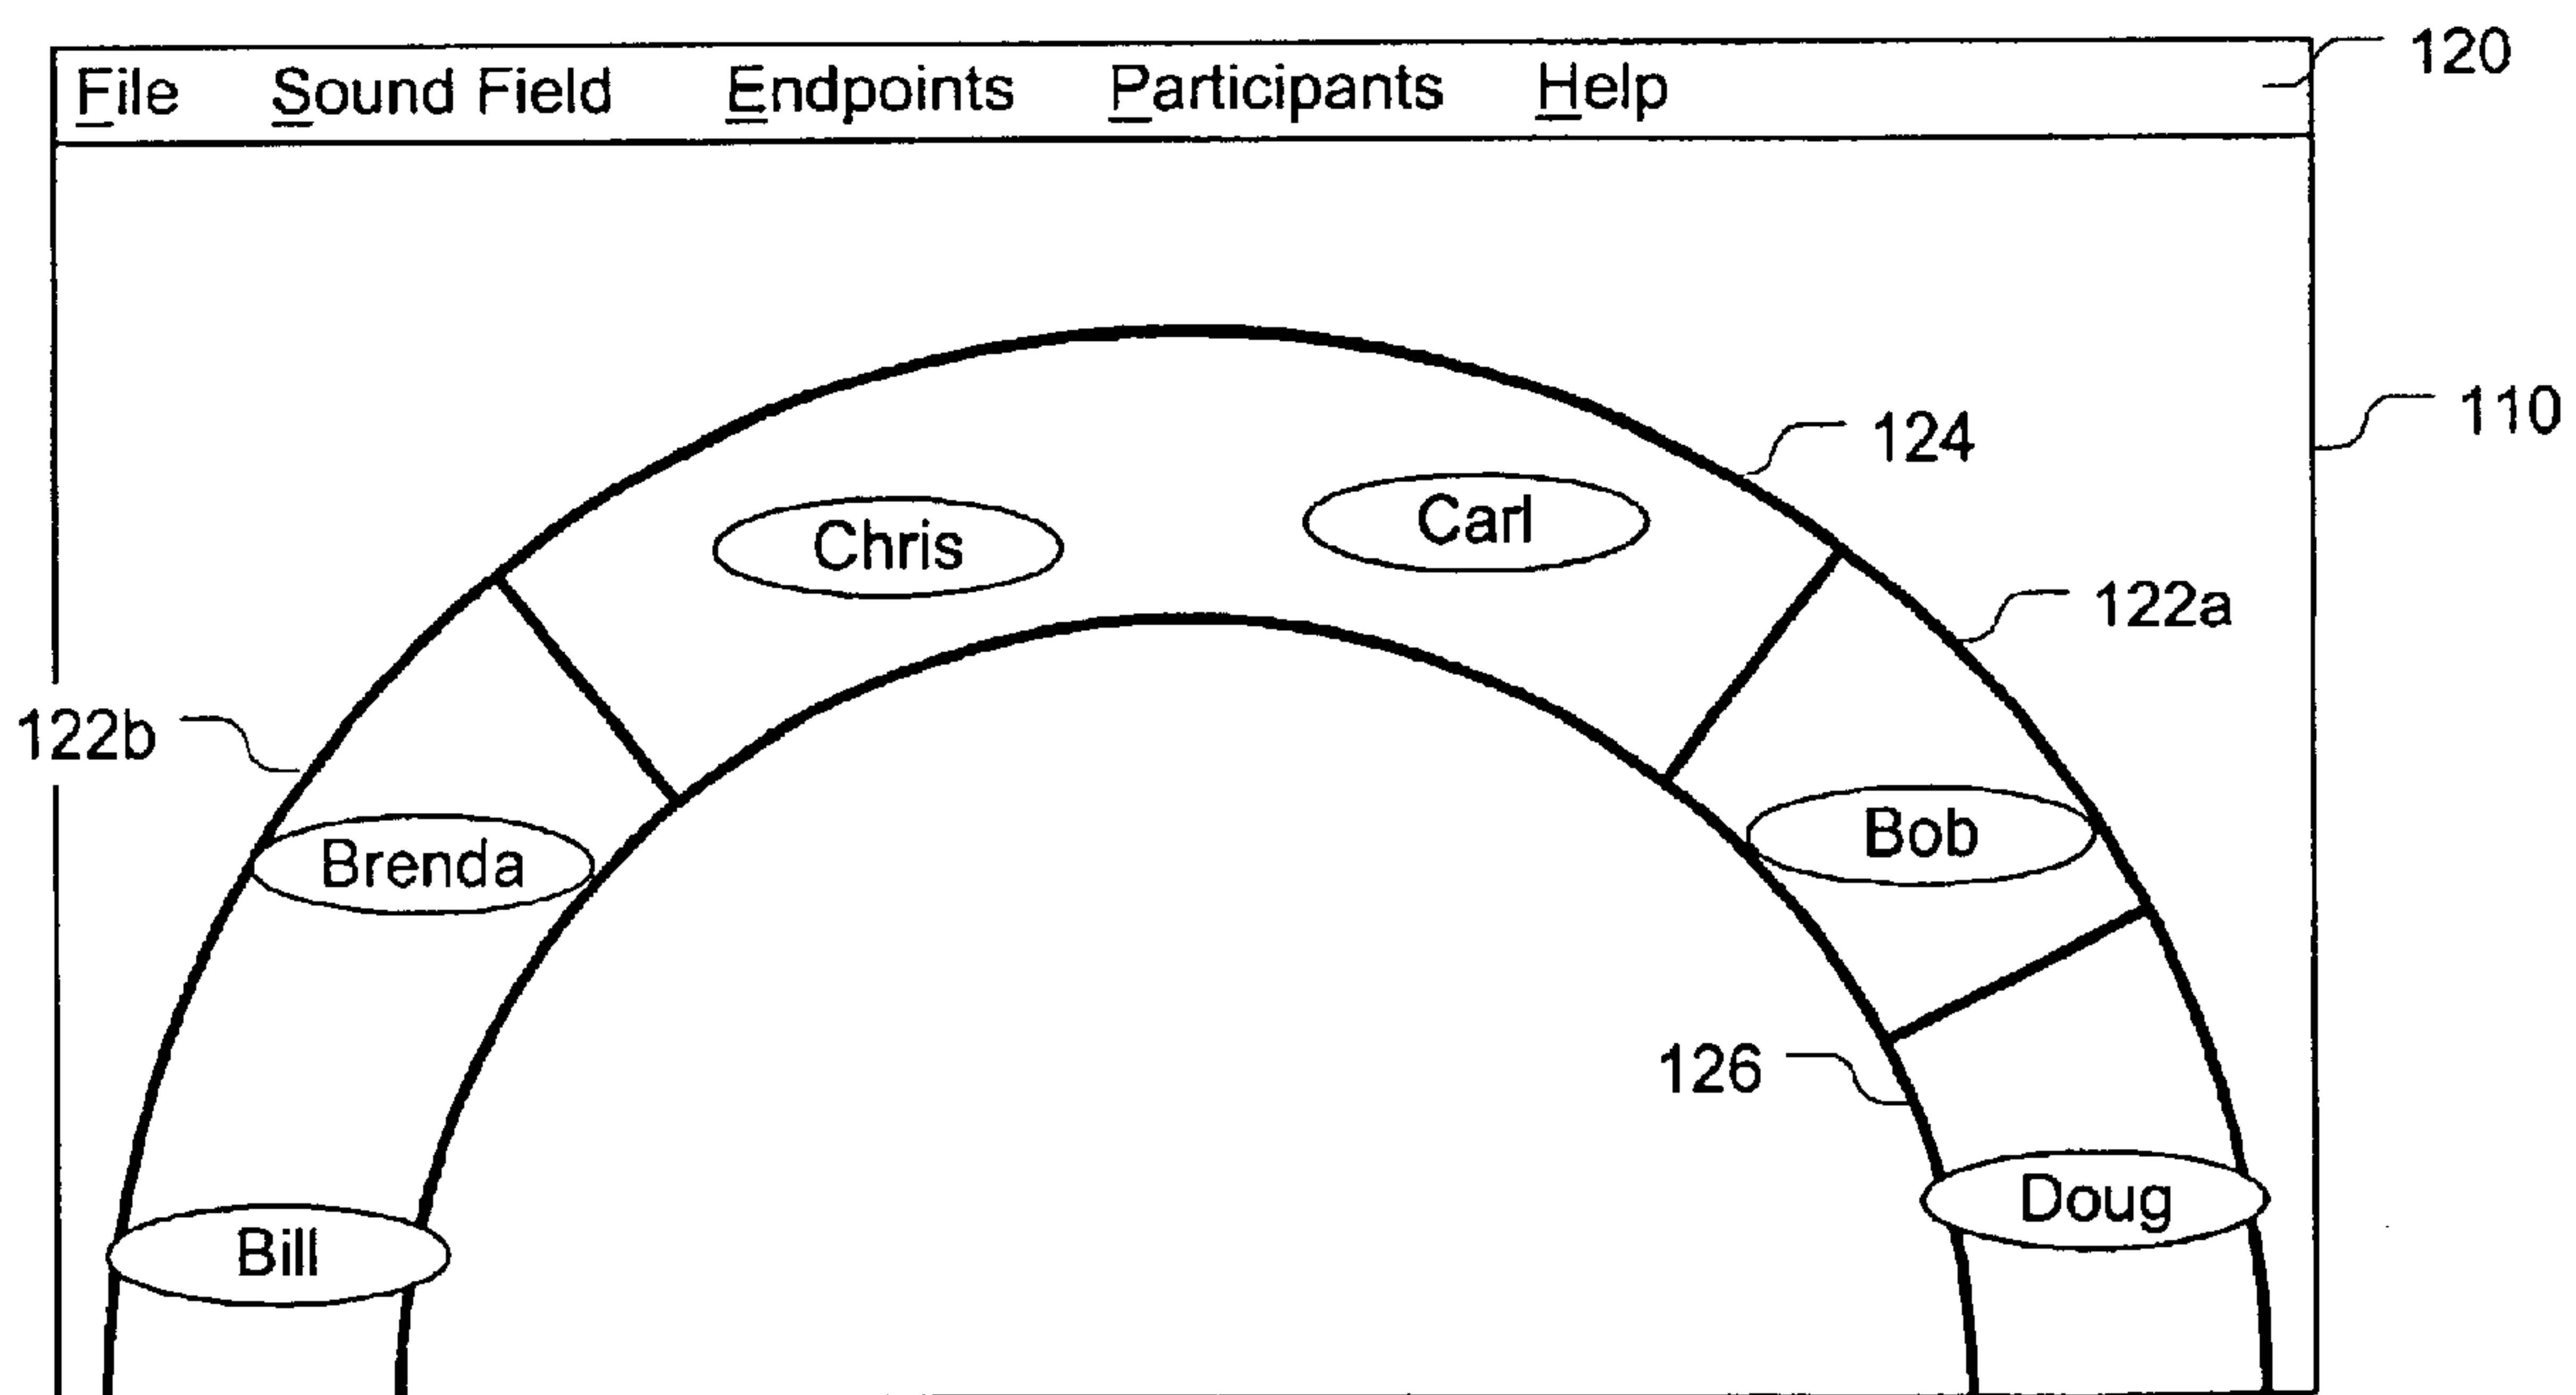 120
File Sound Field Endpoints Participants Help
110
124
Chris Carl
122a
122b
Bob
Brenda
126
Doug
Bill